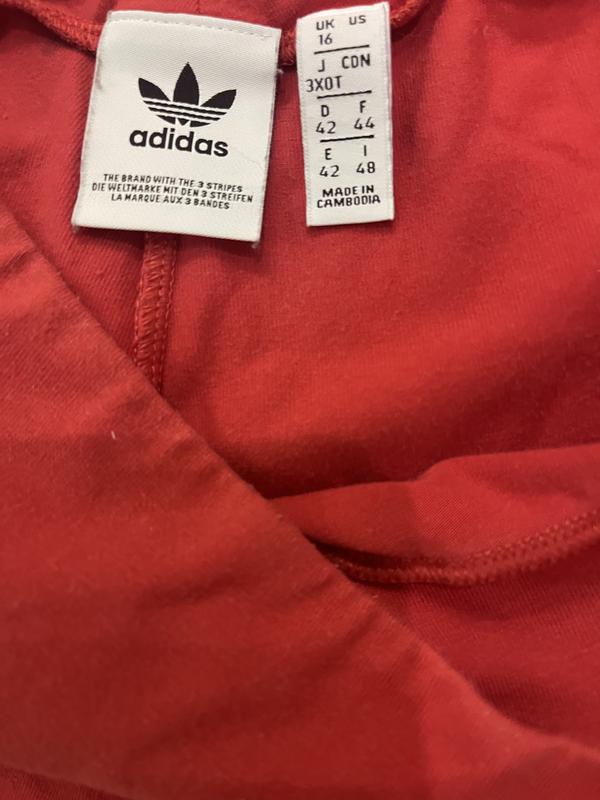 adidas
THE BRAND WITH THE 3 STRIPES
DIE WELTMARKE MIT DEN 3 STREIFEN
LA MARQUE AUX 3 BANDES
UK US
16
J CDN
3XOT
D F
42 44
E I
42 48
MADE IN
CAMBODIA